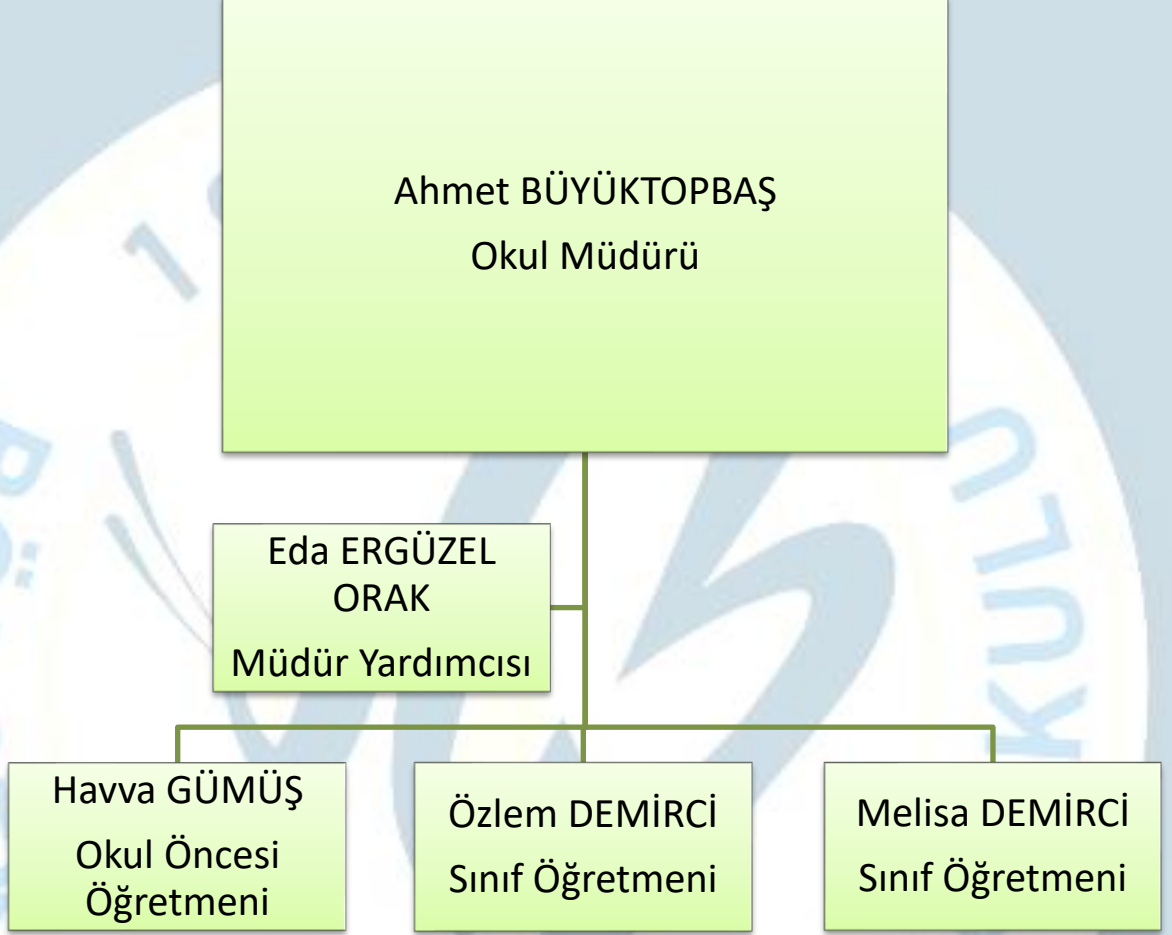 Ahmet BÜYÜKTOPBAŞ
Okul Müdürü
Eda ERGÜZEL
ORAK
Müdür Yardımcısı
Havva GÜMÜŞ
Okul Öncesi
Öğretmeni
Özlem DEMİRCİ
Sınıf Öğretmeni
Melisa DEMİRCİ
Sınıf Öğretmeni
KULU